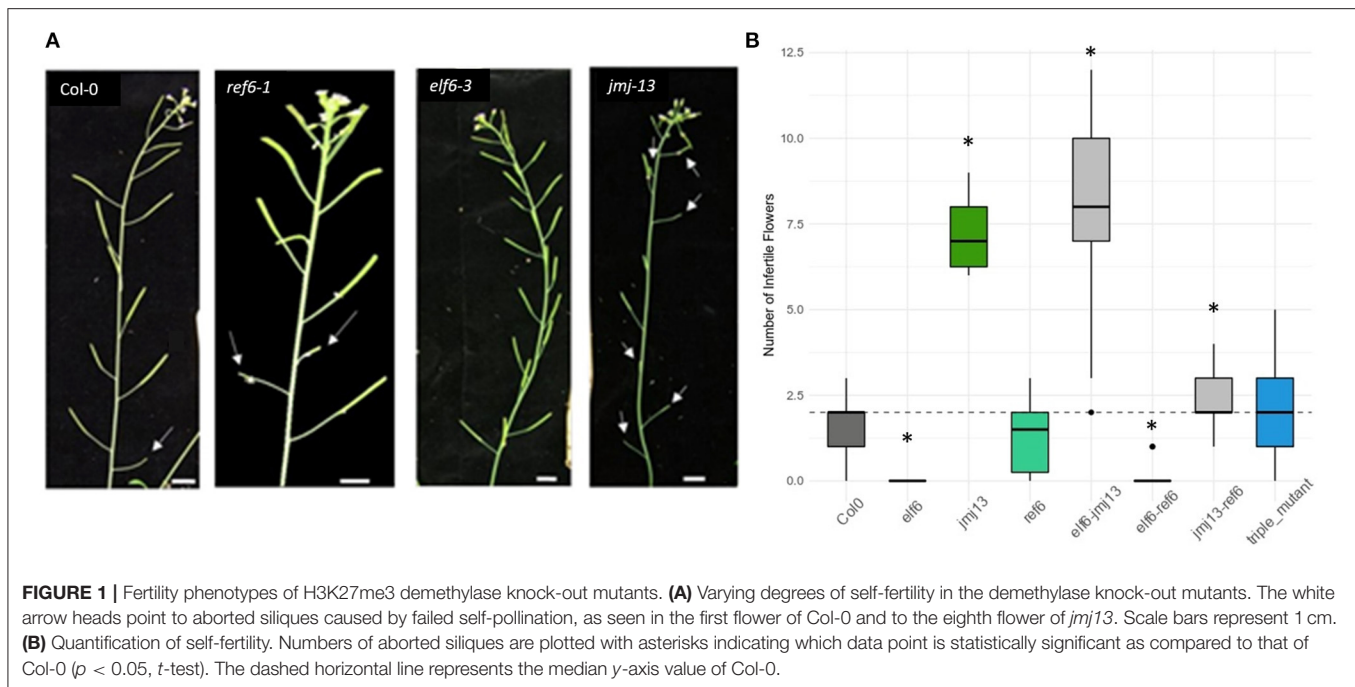 A
Col-0
ref6-1
elf6-3
jmj-13
B
12.5
10.0
7.5
5.0
2.5
0.0
Number of Infertile Flowers
* * * * *
Col0
elf6
jmj13
ref6
elf6-jmj13
elf6-ref6
jmj13-ref6
triple_mutant
FIGURE 1 | Fertility phenotypes of H3K27me3 demethylase knock-out mutants. (A) Varying degrees of self-fertility in the demethylase knock-out mutants. The white
arrow heads point to aborted siliques caused by failed self-pollination, as seen in the first flower of Col-0 and to the eighth flower of jmj13. Scale bars represent 1 cm.
(B) Quantification of self-fertility. Numbers of aborted siliques are plotted with asterisks indicating which data point is statistically significant as compared to that of
Col-0 (p < 0.05, t-test). The dashed horizontal line represents the median y-axis value of Col-0.